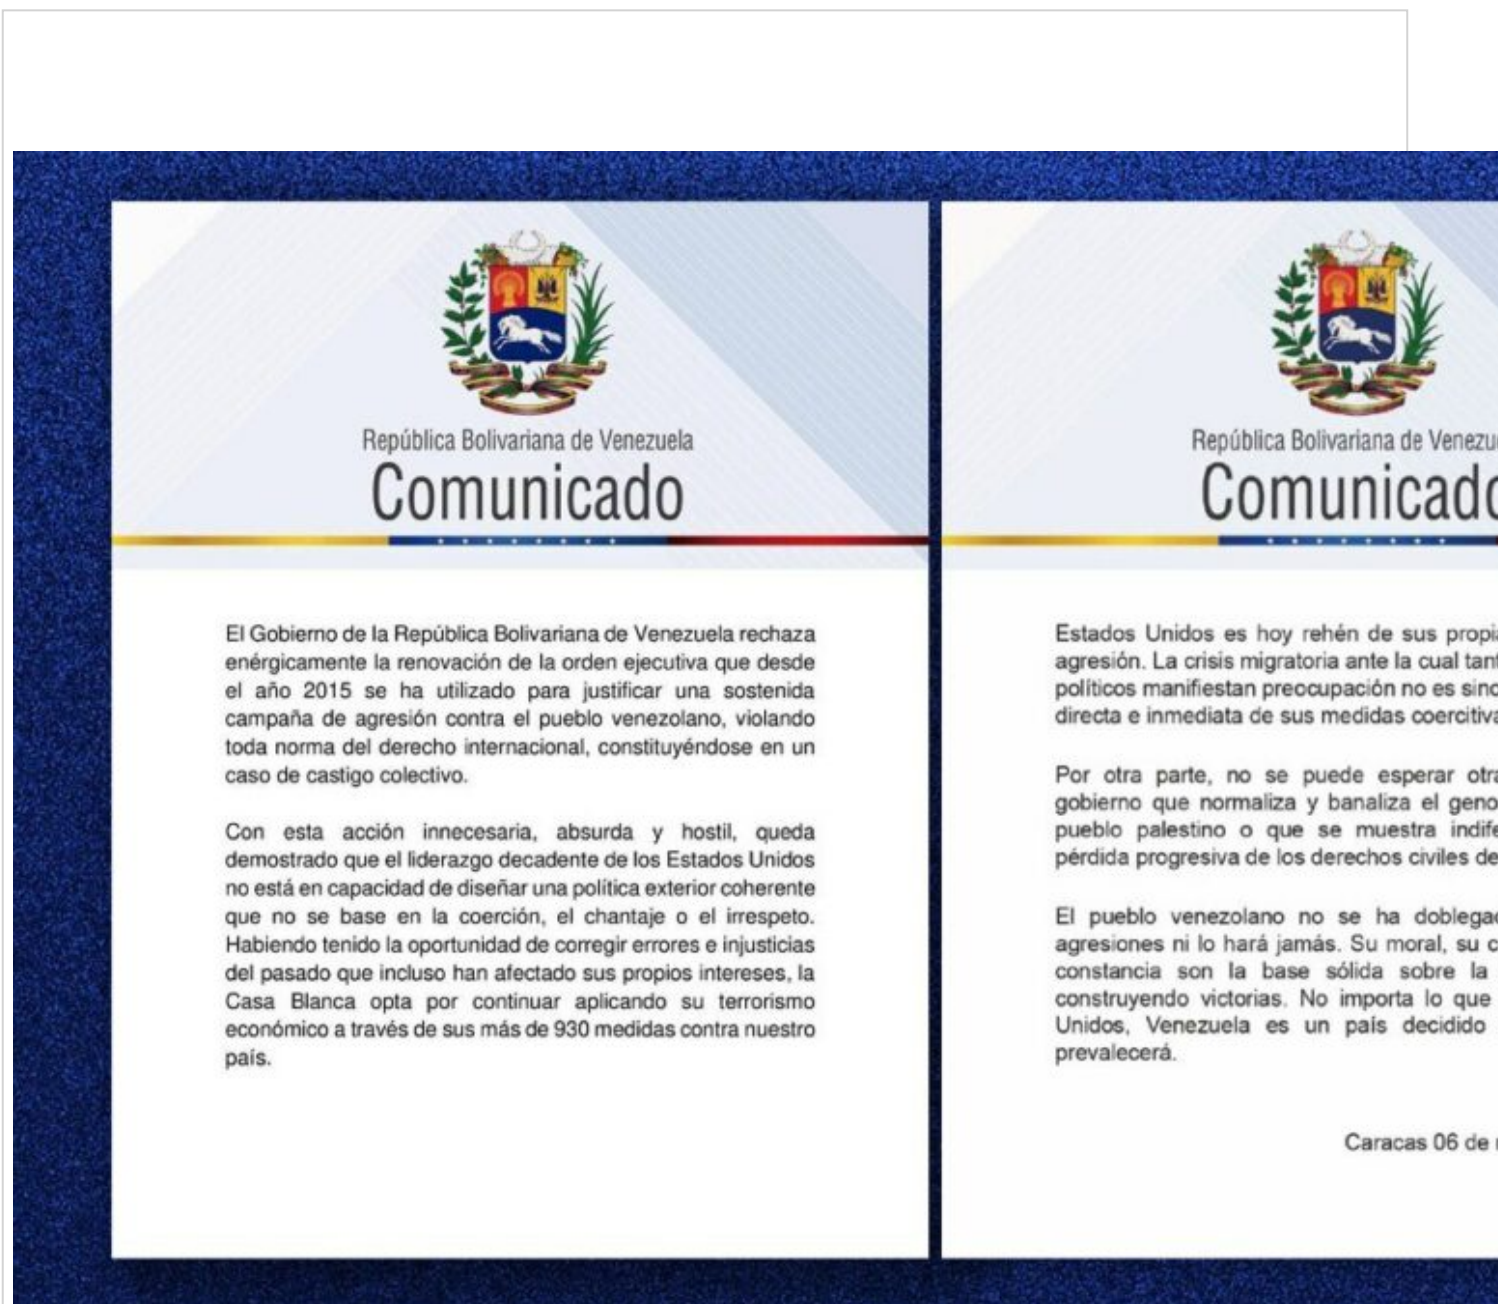 República Bolivariana de Venezuela
Comunicado
El Gobierno de la República Bolivariana de Venezuela rechaza
enérgicamente la renovación de la orden ejecutiva que desde
el año 2015 se ha utilizado para justificar una sostenida
campaña de agresión contra el pueblo venezolano, violando
toda norma del derecho internacional, constituyéndose en un
caso de castigo colectivo.
Con esta acción innecesaria, absurda y hostil, queda
demostrado que el liderazgo decadente de los Estados Unidos
no está en capacidad de diseñar una política exterior coherente
que no se base en la coerción, el chantaje o el irrespeto.
Habiendo tenido la oportunidad de corregir errores e injusticias
del pasado que incluso han afectado sus propios intereses, la
Casa Blanca opta por continuar aplicando su terrorismo
económico a través de sus más de 930 medidas contra nuestro
país.
República Bolivariana de
Comunicado
Estados Unidos es hoy rehén de sus
agresión. La crisis migratoria ante la cual
políticos manifiestan preocupación no es
directa e inmediata de sus medidas
Por otra parte, no se puede esperar
gobierno que normaliza y banaliza el
pueblo palestino o que se muestra
pérdida progresiva de los derechos civiles de
El pueblo venezolano no se ha
agresiones ni lo hará jamás. Su moral, su
constancia son la base sólida sobre la
construyendo victorias. No importa lo que
Unidos, Venezuela es un país decidido
prevalecerá.
Caracas 06 de